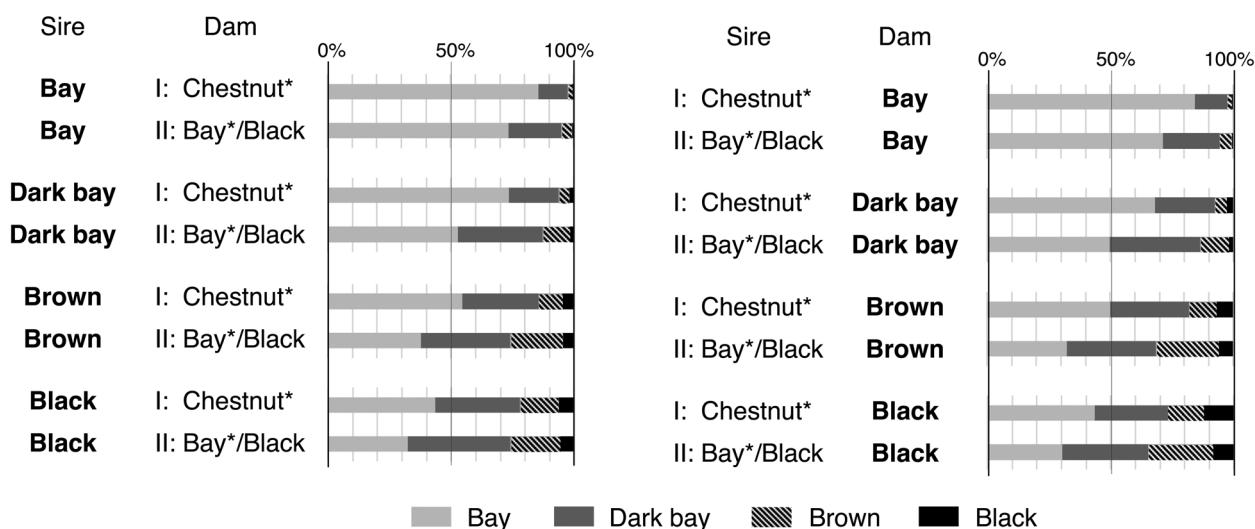 Sire Dam
0% 50% 100%
Bay I: Chestnut*
Bay II: Bay*/Black
Dark bay I: Chestnut*
Dark bay II: Bay*/Black
Brown I: Chestnut*
Brown II: Bay*/Black
Black I: Chestnut*
Black II: Bay*/Black
Sire Dam
0% 50% 100%
I: Chestnut* Bay
II: Bay*/Black Bay
I: Chestnut* Dark bay
II: Bay*/Black Dark bay
I: Chestnut* Brown
II: Bay*/Black Brown
I: Chestnut* Black
II: Bay*/Black Black
Bay Dark bay Brown Black